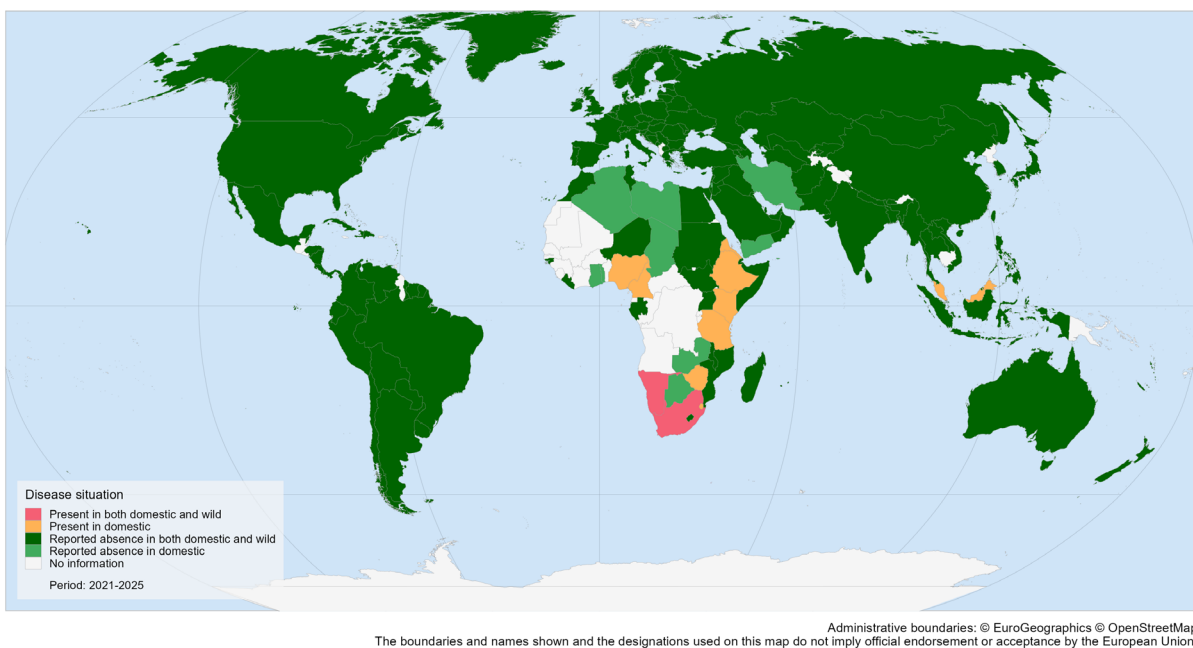 Disease situation
Present in both domestic and wild
Present in domestic
Reported absence in both domestic and wild
Reported absence in domestic
No information
Period: 2021-2025
Administrative boundaries: © EuroGeographics © OpenStreetMap
The boundaries and names shown and the designations used on this map do not imply official endorsement or acceptance by the European Union